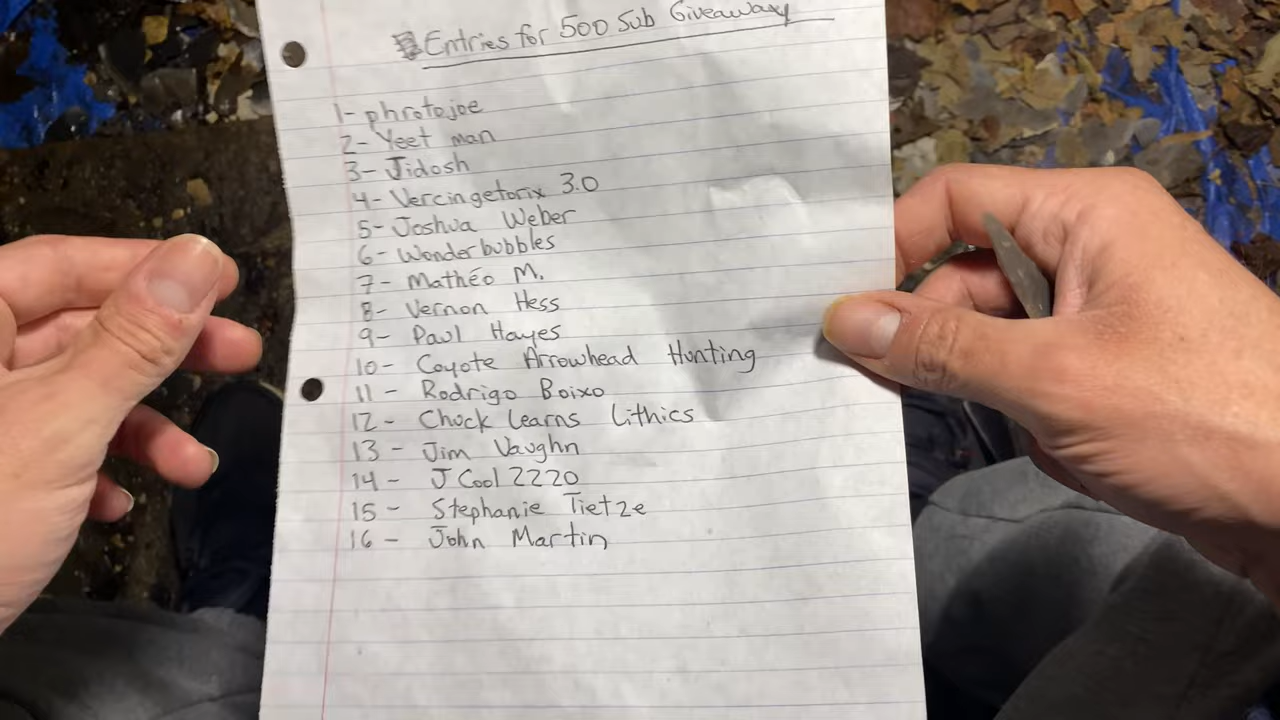 Entries for 500 Sub Giveaway
1- phrotojoe
2- Yeet man
3- Jidosh
4- Vercingetorix 3.0
5- Joshua Weber
6- Wonderbubbles
7- Mathéo M.
8- Vernon Hess
9- Paul Hayes
10- Coyote Arrowhead Hunting
11- Rodrigo Boixo
12- Chuck Learns Lithics
13- Jim Vaughn
14- JCool2220
15- Stephanie Tietze
16- John Martin